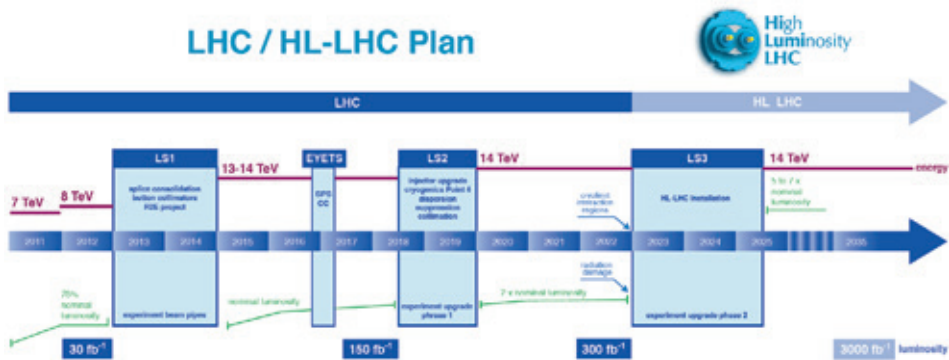 LHC / HL-LHC Plan
High
Luminosity
LHC
LHC
HL LHC
LS1
EYETS
LS2
LS3
7 TeV
8 TeV
13-14 TeV
14 TeV
14 TeV
energy
splice consolidation
button collimators
R2E project
injector upgrade
cryogenics Point 4
dispersion
suppression
collimation
HL-LHC installation
cryolimit
interaction
regions
5 to 7 x
nominal
luminosity
2011
2012
2013
2014
2015
2016
2017
2018
2019
2020
2021
2022
2023
2024
2025
2035
75%
nominal
luminosity
experiment beam pipes
nominal luminosity
experiment upgrade
phrase 1
2 x nominal luminosity
radiation
damage
experiment upgrade phase 2
30 fb-1
150 fb-1
300 fb-1
3000 fb-1
luminosity